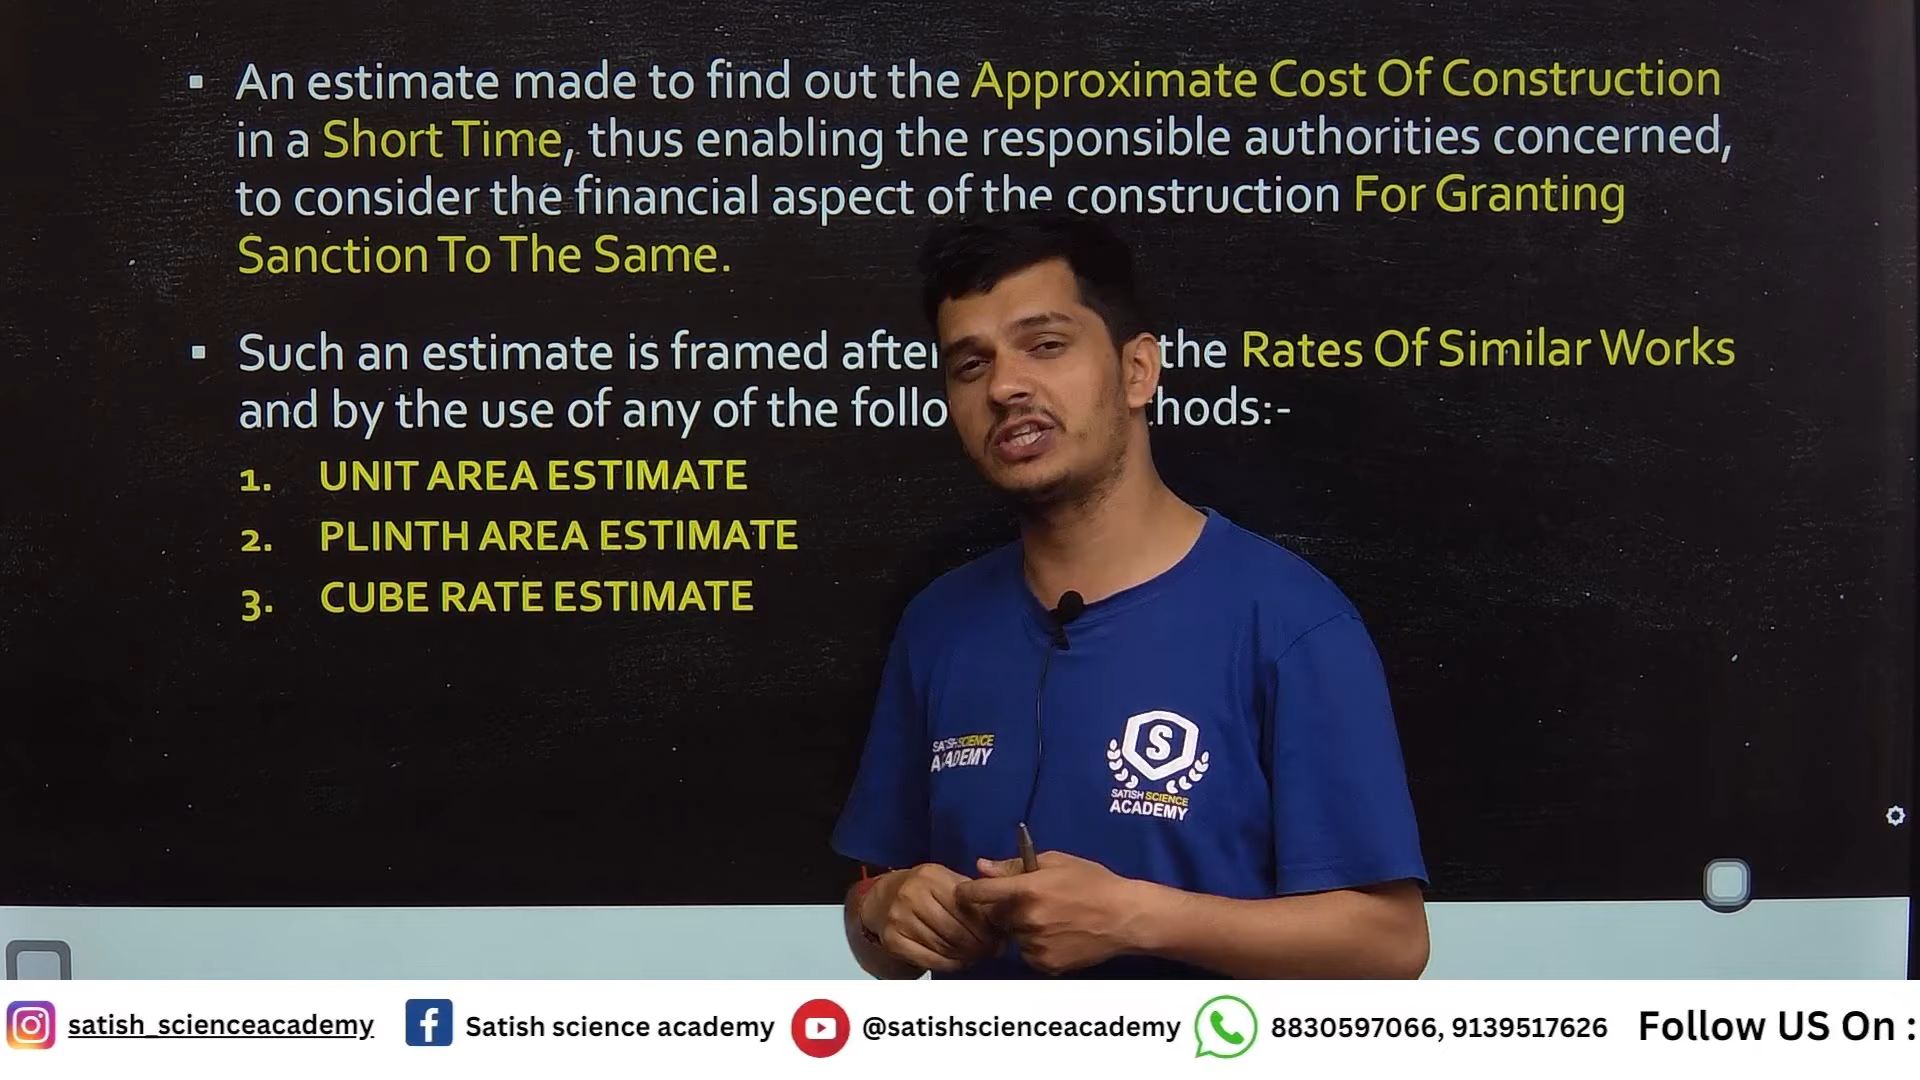 ▪ An estimate made to find out the Approximate Cost Of Construction
in a Short Time, thus enabling the responsible authorities concerned,
to consider the financial aspect of the construction For Granting
Sanction To The Same.
▪ Such an estimate is framed after the Rates Of Similar Works
and by the use of any of the
1. UNIT AREA ESTIMATE
2. PLINTH AREA ESTIMATE
3. CUBE RATE ESTIMATE
SATISH SCIENCE
ACADEMY
S
SATISH SCIENCE
ACADEMY
satish_scienceacademy Satish science academy @satishscienceacademy 8830597066, 9139517626 Follow US On :